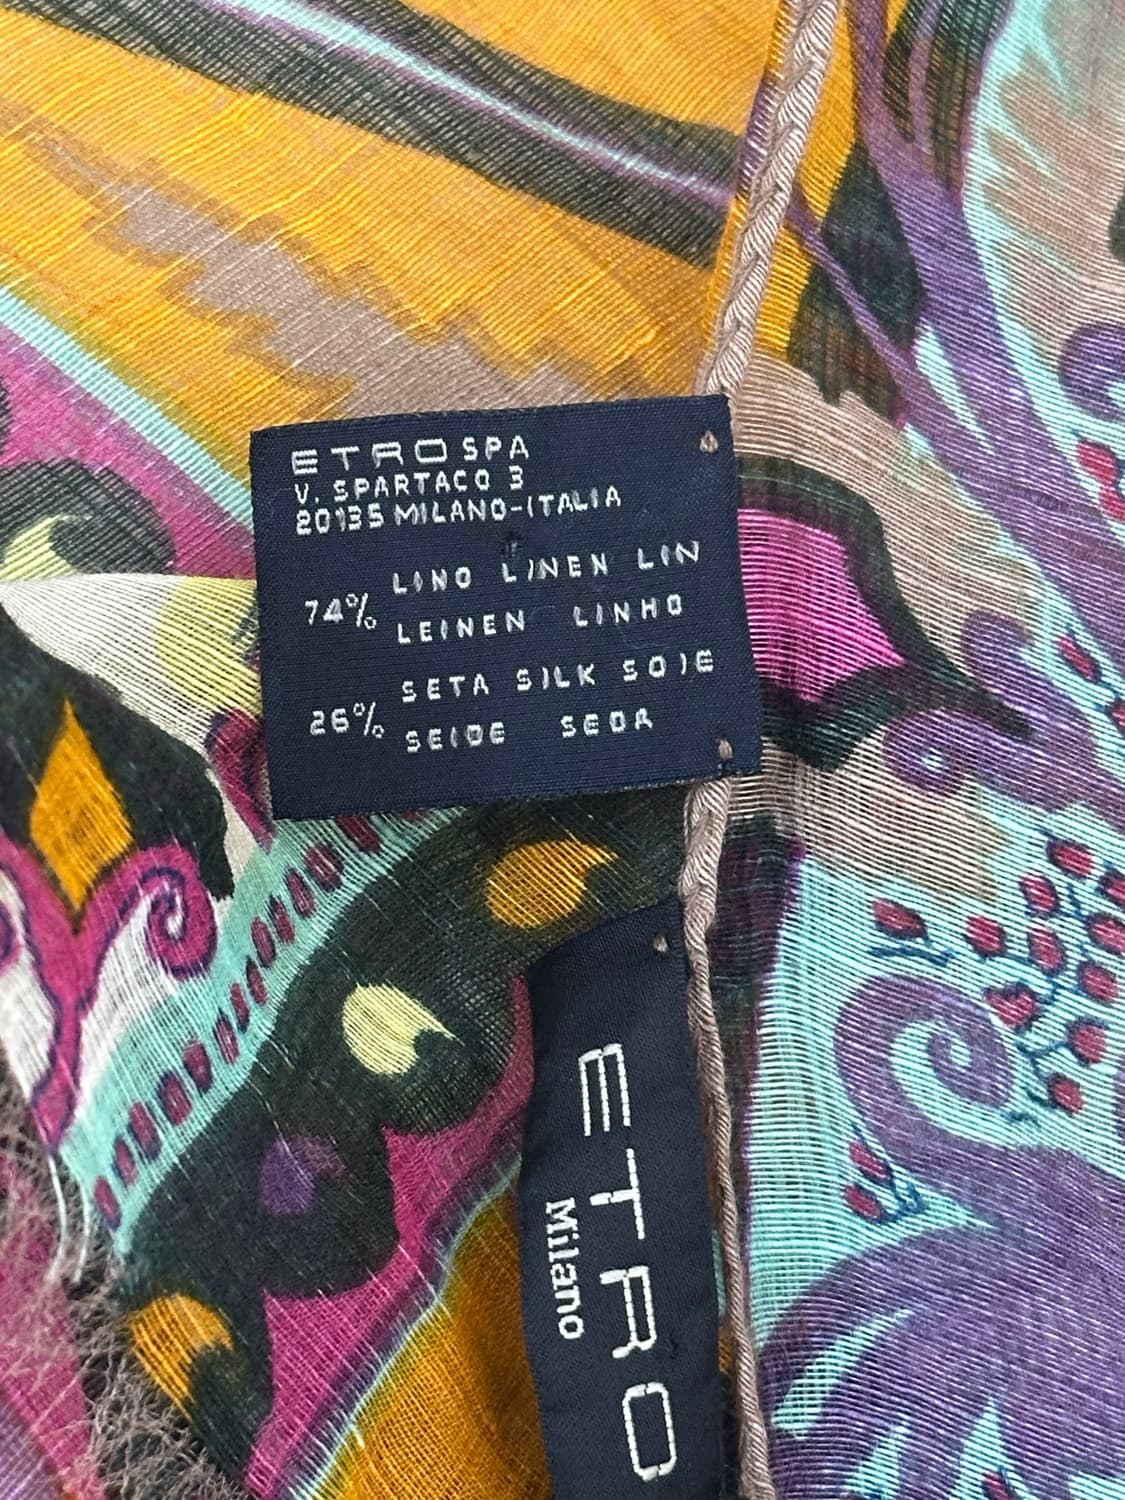 ETRO SPA
V. SPARTACO 3
20135 MILANO-ITALIA
74% LINO LINEN LIN
LEINEN LINHO
26% SETA SILK SOIE
SEIDE SEDA
ETRO
Milano